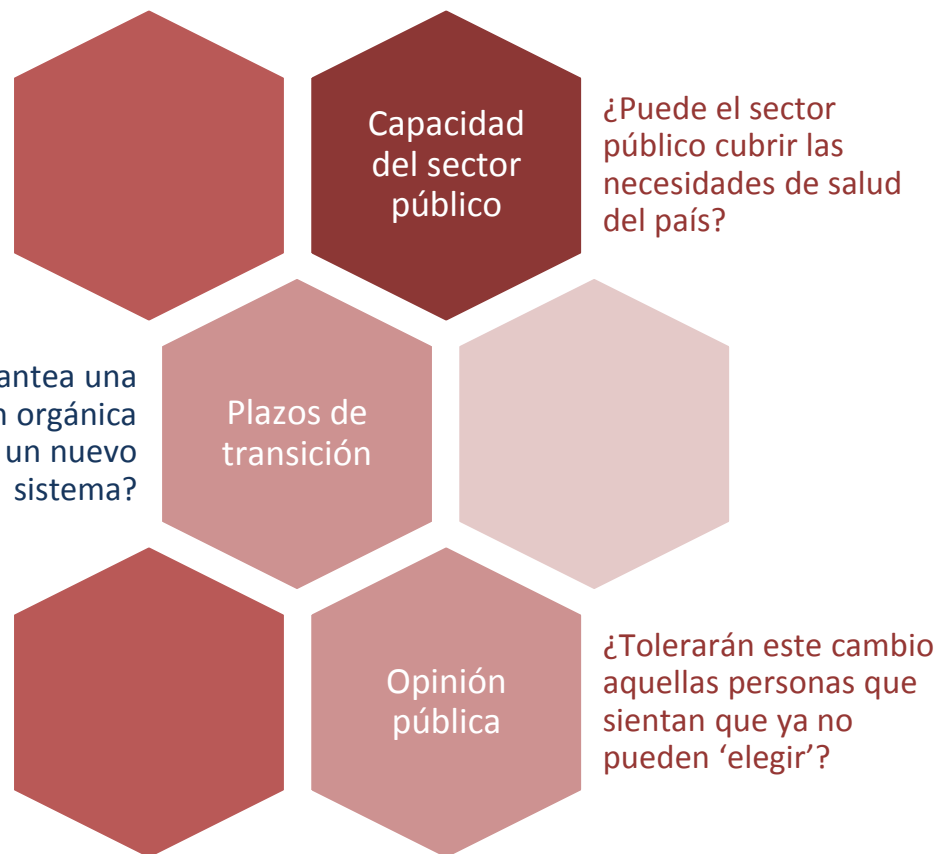 Capacidad
del sector
público
¿Puede el sector
público cubrir las
necesidades de salud
del país?
una
orgánica
un nuevo
sistema?
Plazos de
transición
Opinión
pública
¿Tolerarán este cambio
aquellas personas que
sientan que ya no
pueden ‘elegir’?